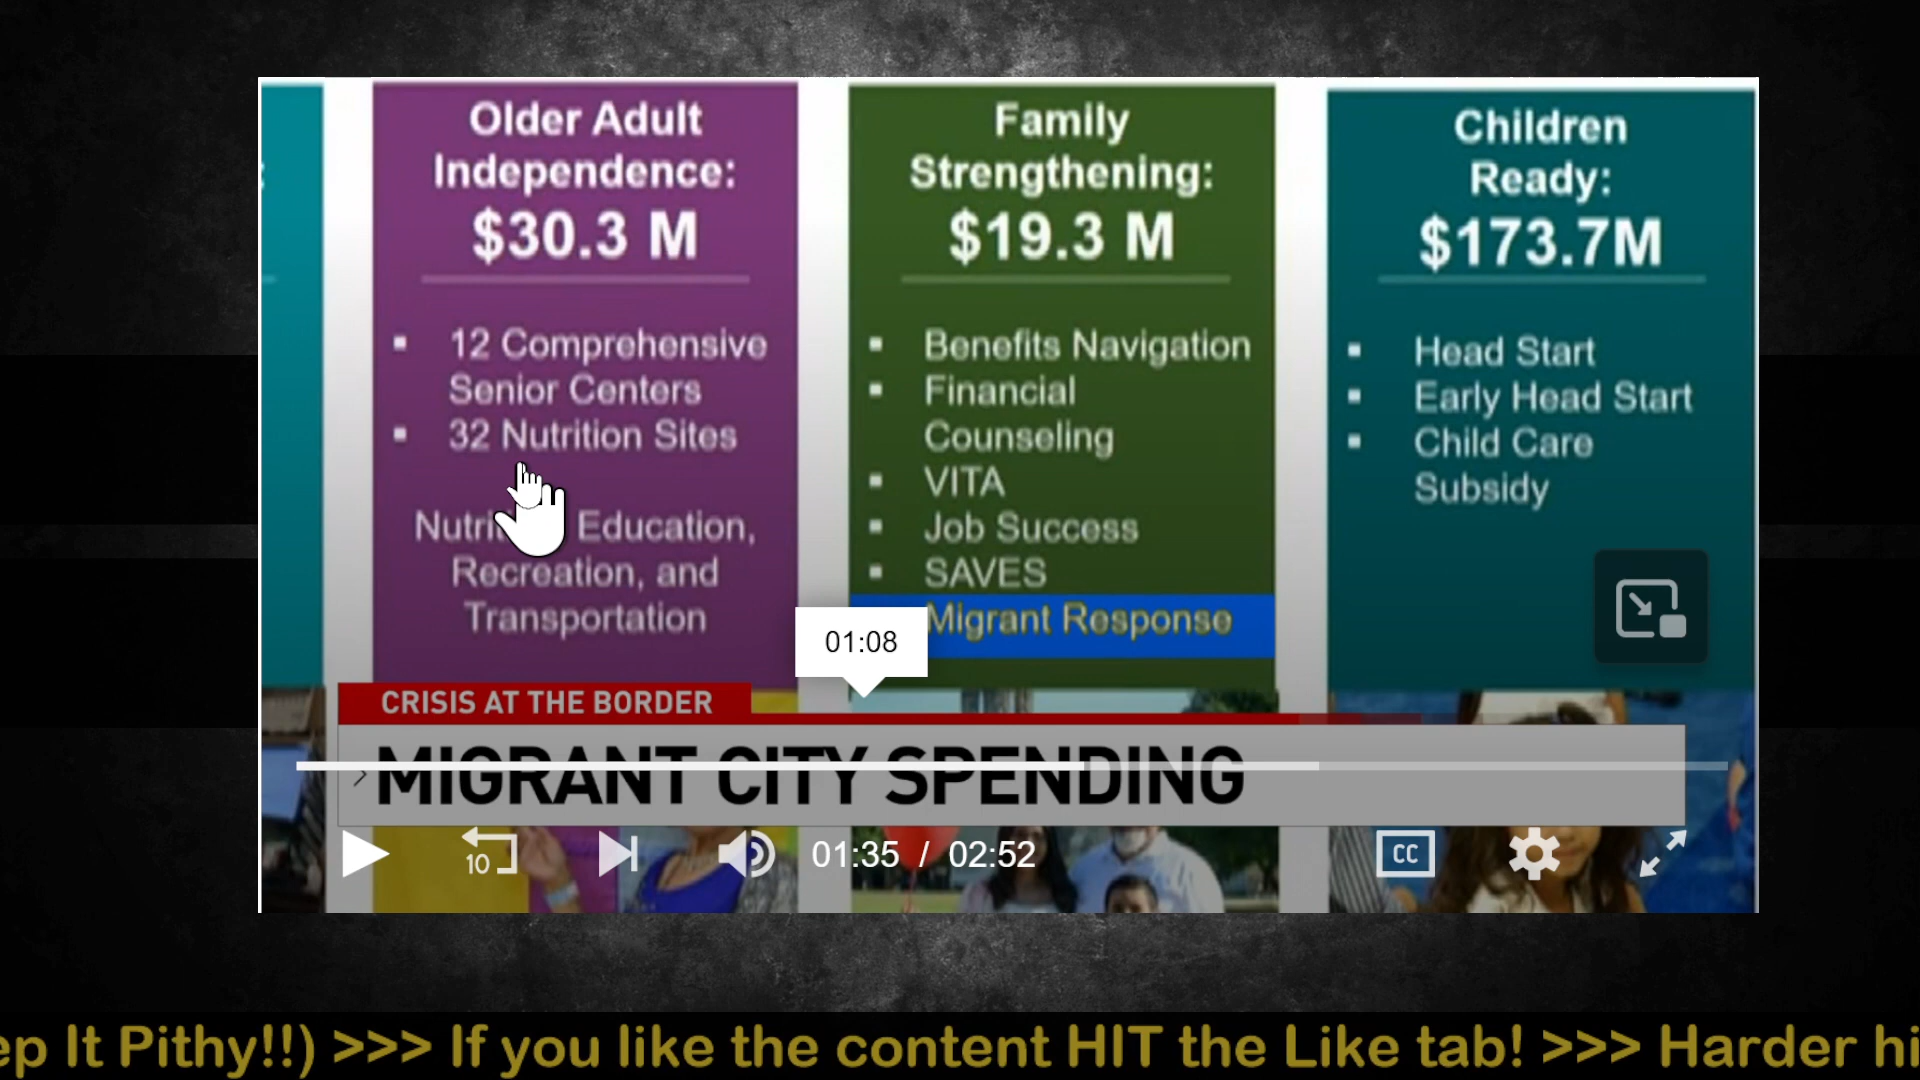 Older Adult
Independence:
$30.3 M
12 Comprehensive
Senior Centers
32 Nutrition Sites
Education,
Recreation, and
Transportation
Family
Strengthening:
$19.3 M
Benefits Navigation
Financial
Counseling
VITA
Job Success
SAVES
Migrant Response
Children
Ready:
$173.7M
Head Start
Early Head Start
Child Care
Subsidy
01:08
CRISIS AT THE BORDER
MIGRANT CITY SPENDING
10
01:35 / 02:52
CC
It Pithy!!) >>> If you like the content HIT the Like tab! >>> Harder